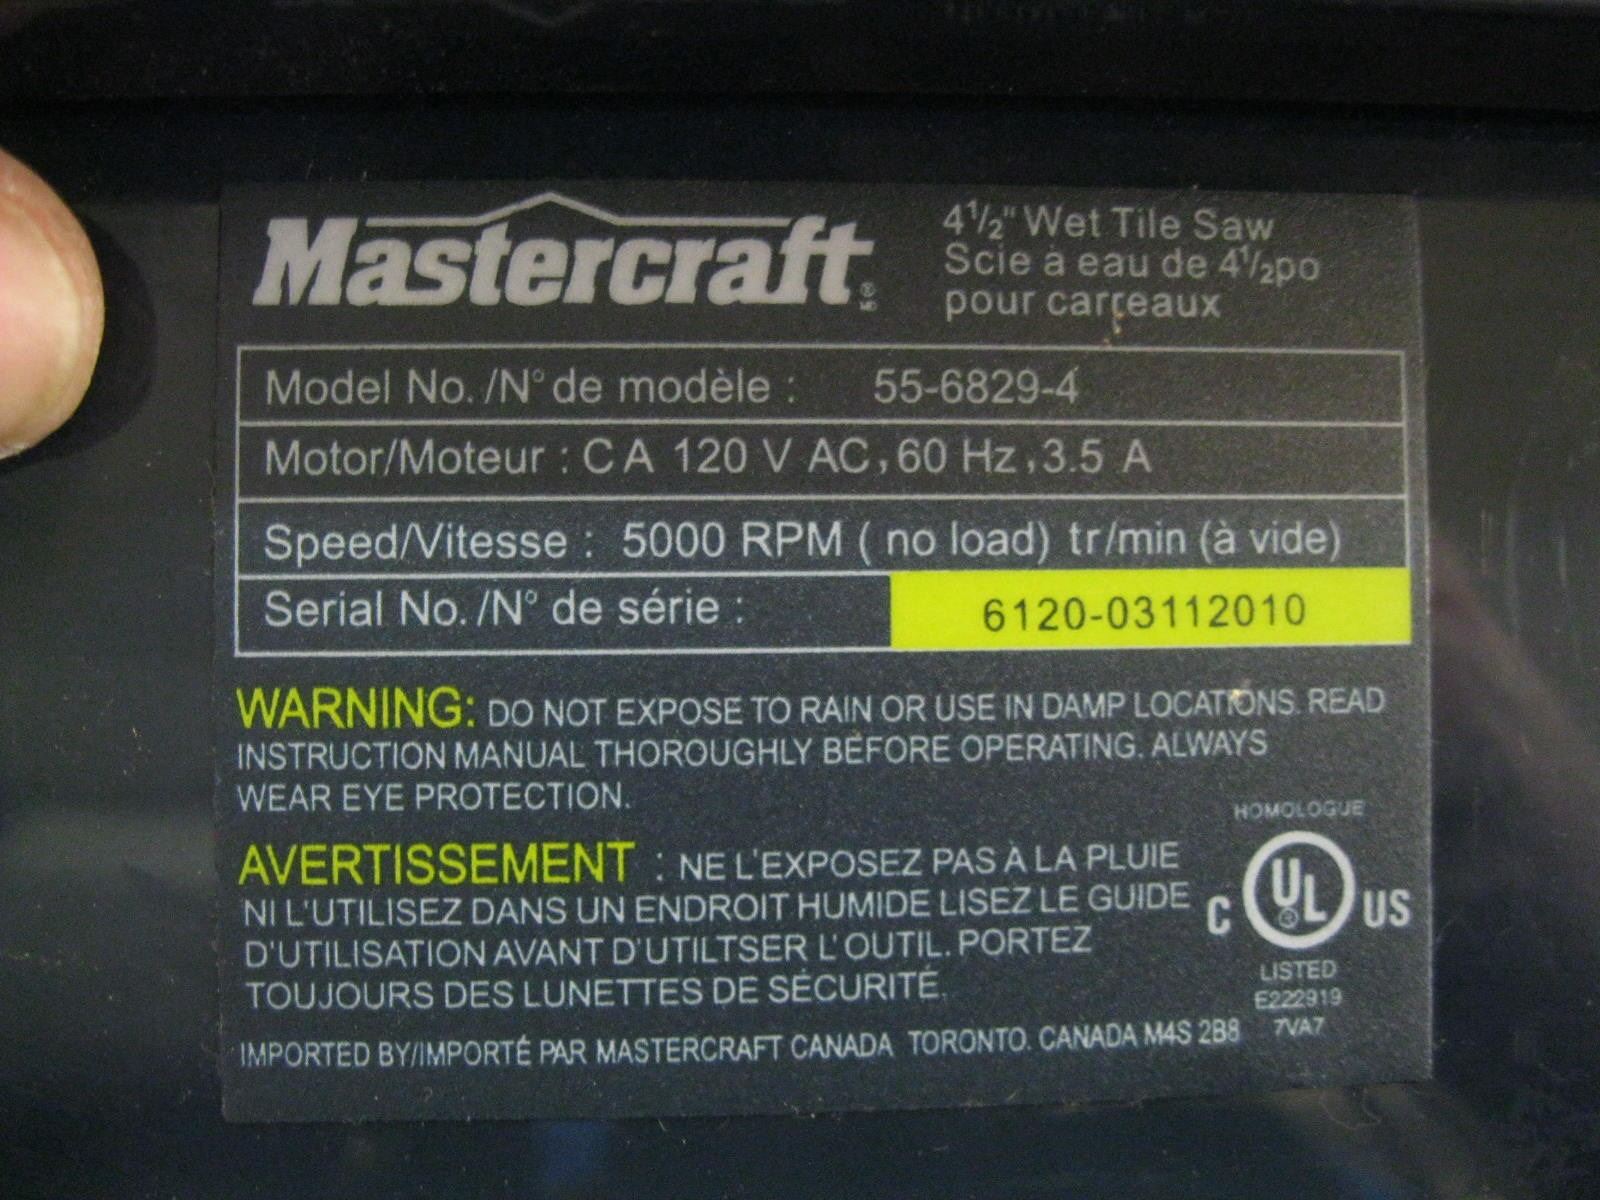 Mastercraft®
4 1/2" Wet Tile Saw
Scie à eau de 4 1/2po
pour carreaux
Model No./N° de modèle : 55-6829-4
Motor/Moteur : CA 120 V AC, 60 Hz, 3.5 A
Speed/Vitesse : 5000 RPM ( no load) tr/min (à vide)
Serial No./N° de série : 6120-03112010
WARNING: DO NOT EXPOSE TO RAIN OR USE IN DAMP LOCATIONS. READ
INSTRUCTION MANUAL THOROUGHLY BEFORE OPERATING. ALWAYS
WEAR EYE PROTECTION.
AVERTISSEMENT : NE L'EXPOSEZ PAS À LA PLUIE
NI L'UTILISEZ DANS UN ENDROIT HUMIDE LISEZ LE GUIDE
D'UTILISATION AVANT D'UTILTSER L'OUTIL. PORTEZ
TOUJOURS DES LUNETTES DE SÉCURITÉ.
IMPORTED BY/IMPORTÉ PAR MASTERCRAFT CANADA TORONTO. CANADA M4S 2B8
HOMOLOGUE
C UL® US
LISTED
E222919
7VA7